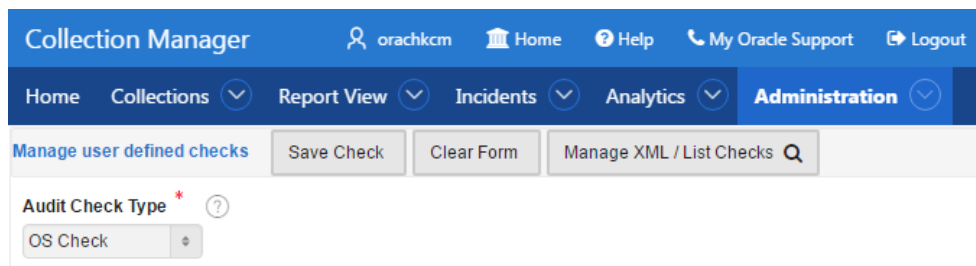 Collection Manager orachkcm Home Help My Oracle Support Logout
Home Collections Report View Incidents Analytics Administration
Manage user defined checks Save Check Clear Form Manage XML / List Checks
Audit Check Type * ?
OS Check